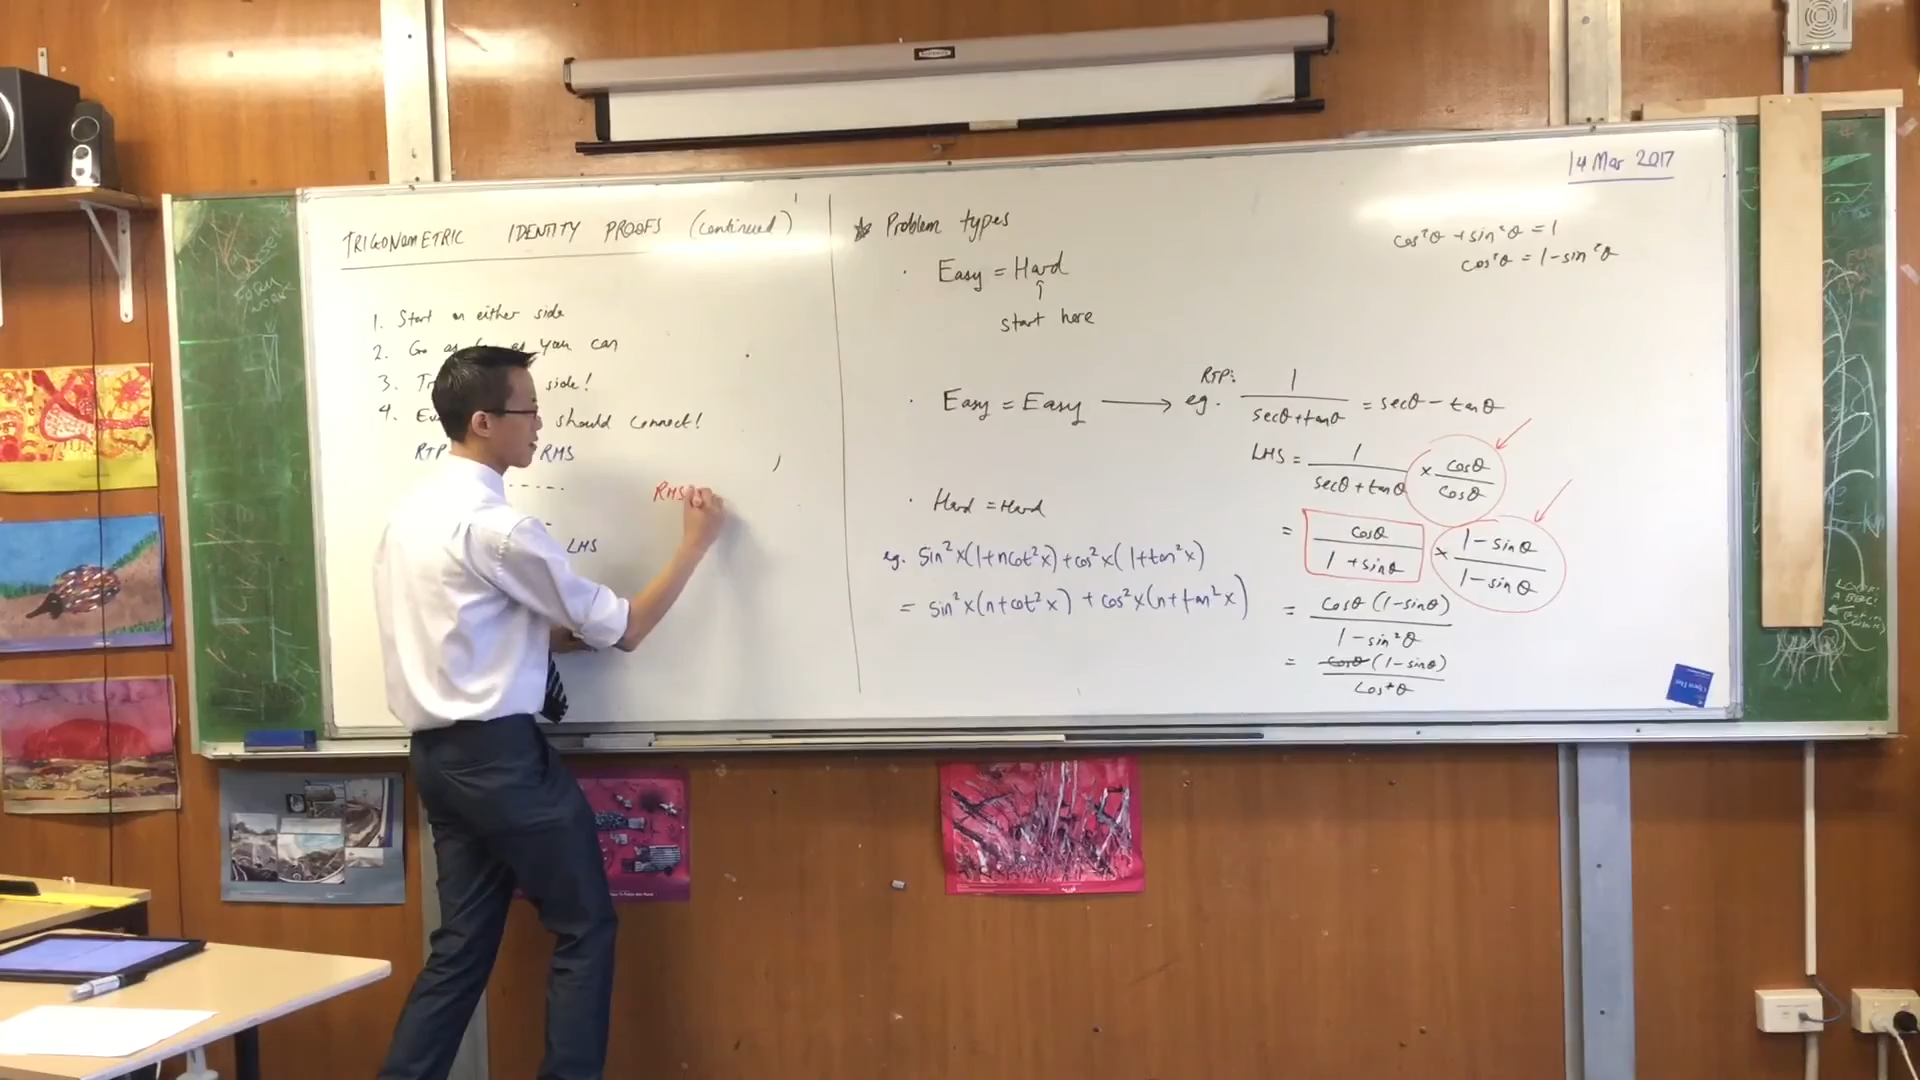 14 Mar 2017
TRIGONOMETRIC IDENTITY PROOFS (continued)
1. Start on either side
2. Go as you can
3. side!
4. should connect!
RTP RHS
- - - - -
LHS
RHS
* Problem types
· Easy = Hard
↑
start here
· Easy = Easy ⟶ eg. RTP: 1/(secθ+tanθ) = secθ - tanθ
· Hard = Hard
eg. sin²x(1+ncot²x)+cos²x(1+tan²x)
= sin²x(n+cot²x) + cos²x(n+tan²x)
cos²θ + sin²θ = 1
cos²θ = 1 - sin²θ
LHS = 1/(secθ+tanθ) × cosθ/cosθ
= cosθ/(1+sinθ) × (1-sinθ)/(1-sinθ)
= cosθ(1-sinθ)/(1-sin²θ)
= cosθ(1-sinθ)/cos²θ